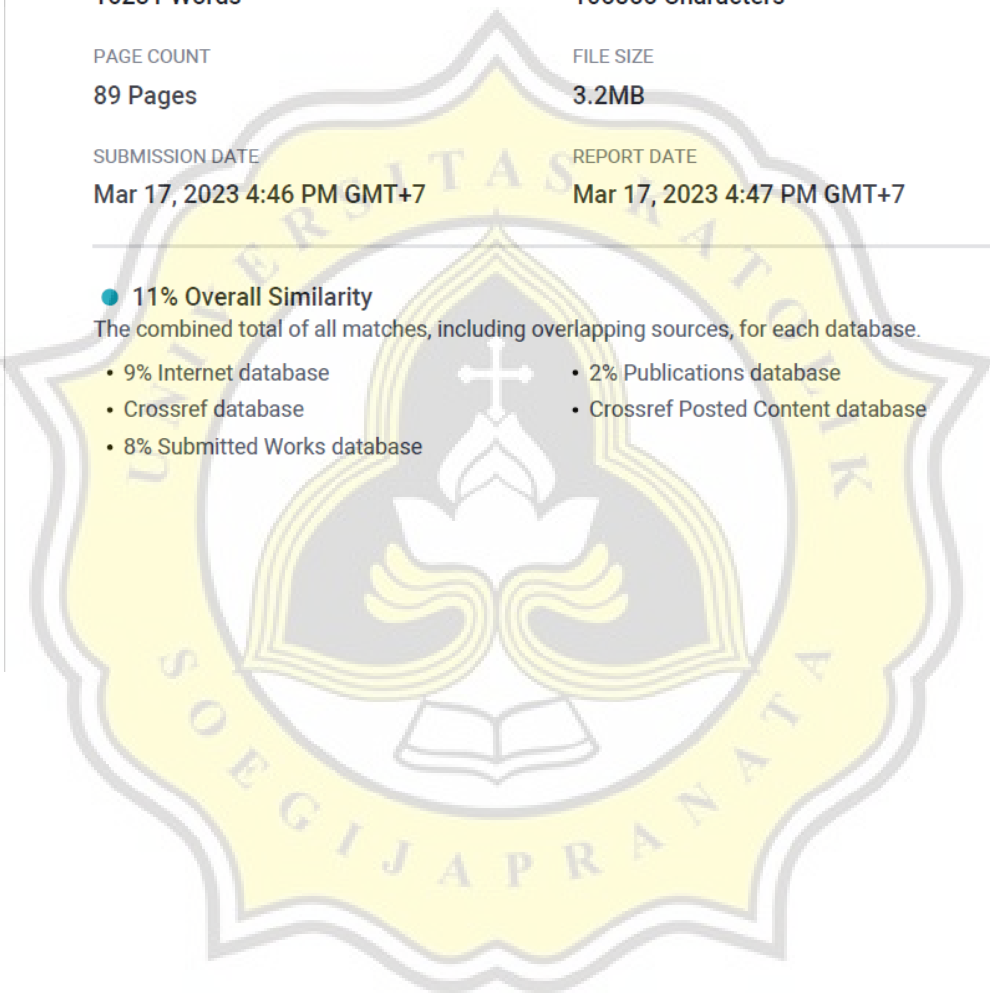 PAGE COUNT FILE SIZE
89 Pages 3.2MB
SUBMISSION DATE REPORT DATE
Mar 17, 2023 4:46 PM GMT+7 Mar 17, 2023 4:47 PM GMT+7
11% Overall Similarity
The combined total of all matches, including overlapping sources, for each database.
• 9% Internet database • 2% Publications database
• Crossref database • Crossref Posted Content database
• 8% Submitted Works database
UNIVERSITAS KATOLIK
SOEGIJAPRANATA